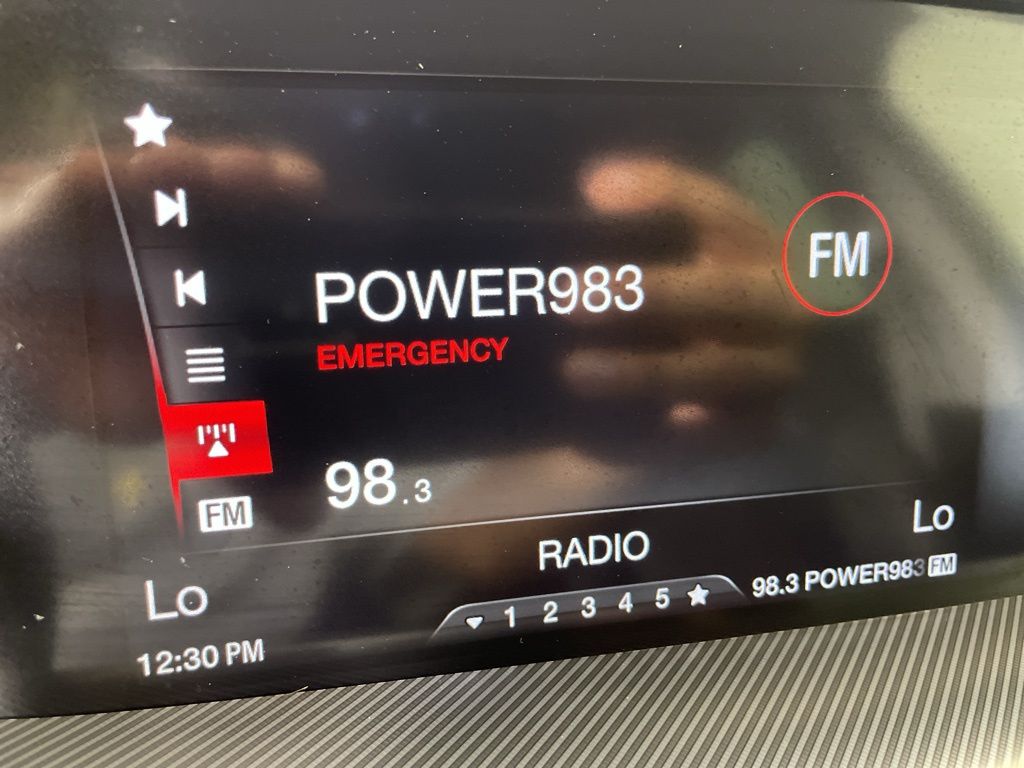 FM
POWER983
EMERGENCY
98.3
FM
Lo
RADIO
Lo
1 2 3 4 5
98.3 POWER983 FM
12:30 PM